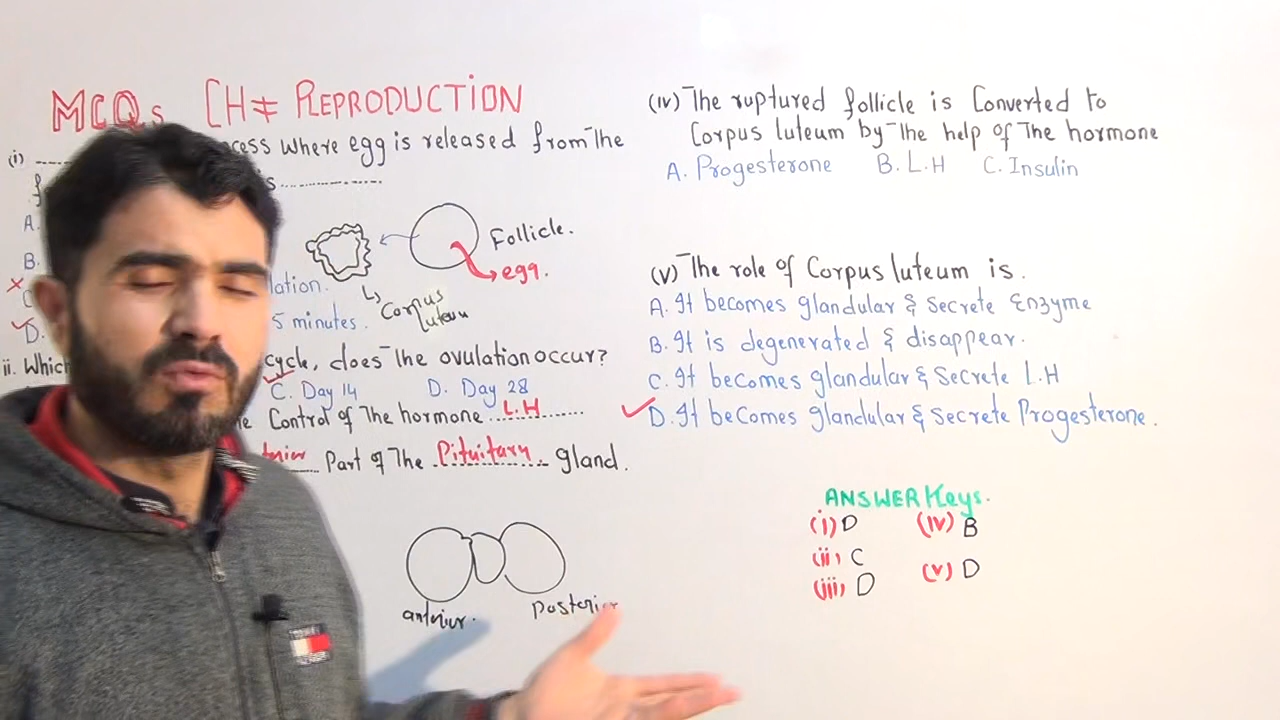 MCQs CH# REPRODUCTION
(i) cess where egg is released from the
s
A.
B.
lation.
D. 5 minutes.
Follicle.
egg.
Corpus
luteum
ii. Which cycle, does the ovulation occur?
C. Day 14 D. Day 28
Control of the hormone L.H
Part of the Pituitary gland.
anterior.
Posterior
(iv) The ruptured follicle is Converted to
Corpus luteum by the help of the hormone
A. Progesterone B. L.H C. Insulin
(v) The role of Corpus luteum is.
A. It becomes glandular & Secrete Enzyme
B. It is degenerated & disappear.
C. It becomes glandular & Secrete L.H
D. It becomes glandular & Secrete Progesterone.
ANSWER Keys.
(i) D (iv) B
(ii) C
(v) D
(iii) D